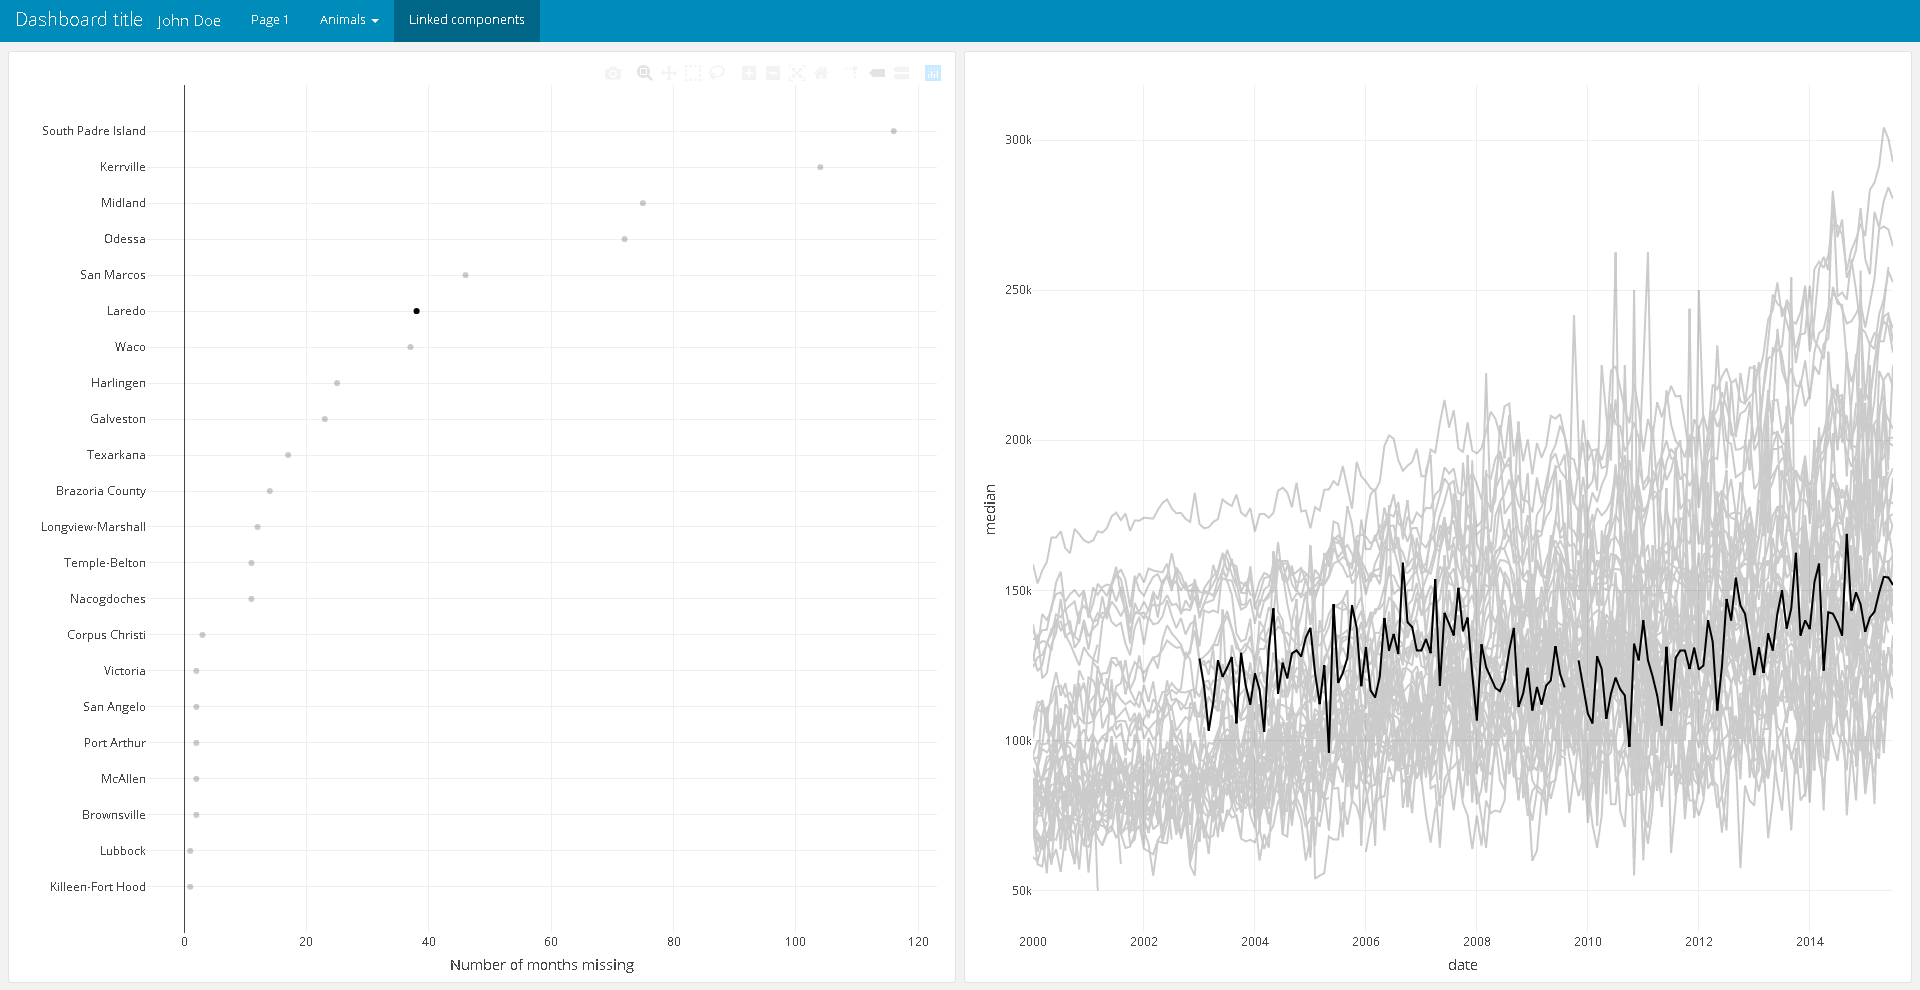 Dashboard title John Doe Page 1 Animals Linked components
South Padre Island
Kerrville
Midland
Odessa
San Marcos
Laredo
Waco
Harlingen
Galveston
Texarkana
Brazoria County
Longview-Marshall
Temple-Belton
Nacogdoches
Corpus Christi
Victoria
San Angelo
Port Arthur
McAllen
Brownsville
Lubbock
Killeen-Fort Hood
0 20 40 60 80 100 120
Number of months missing
300k
250k
200k
150k
100k
50k
median
2000 2002 2004 2006 2008 2010 2012 2014
date